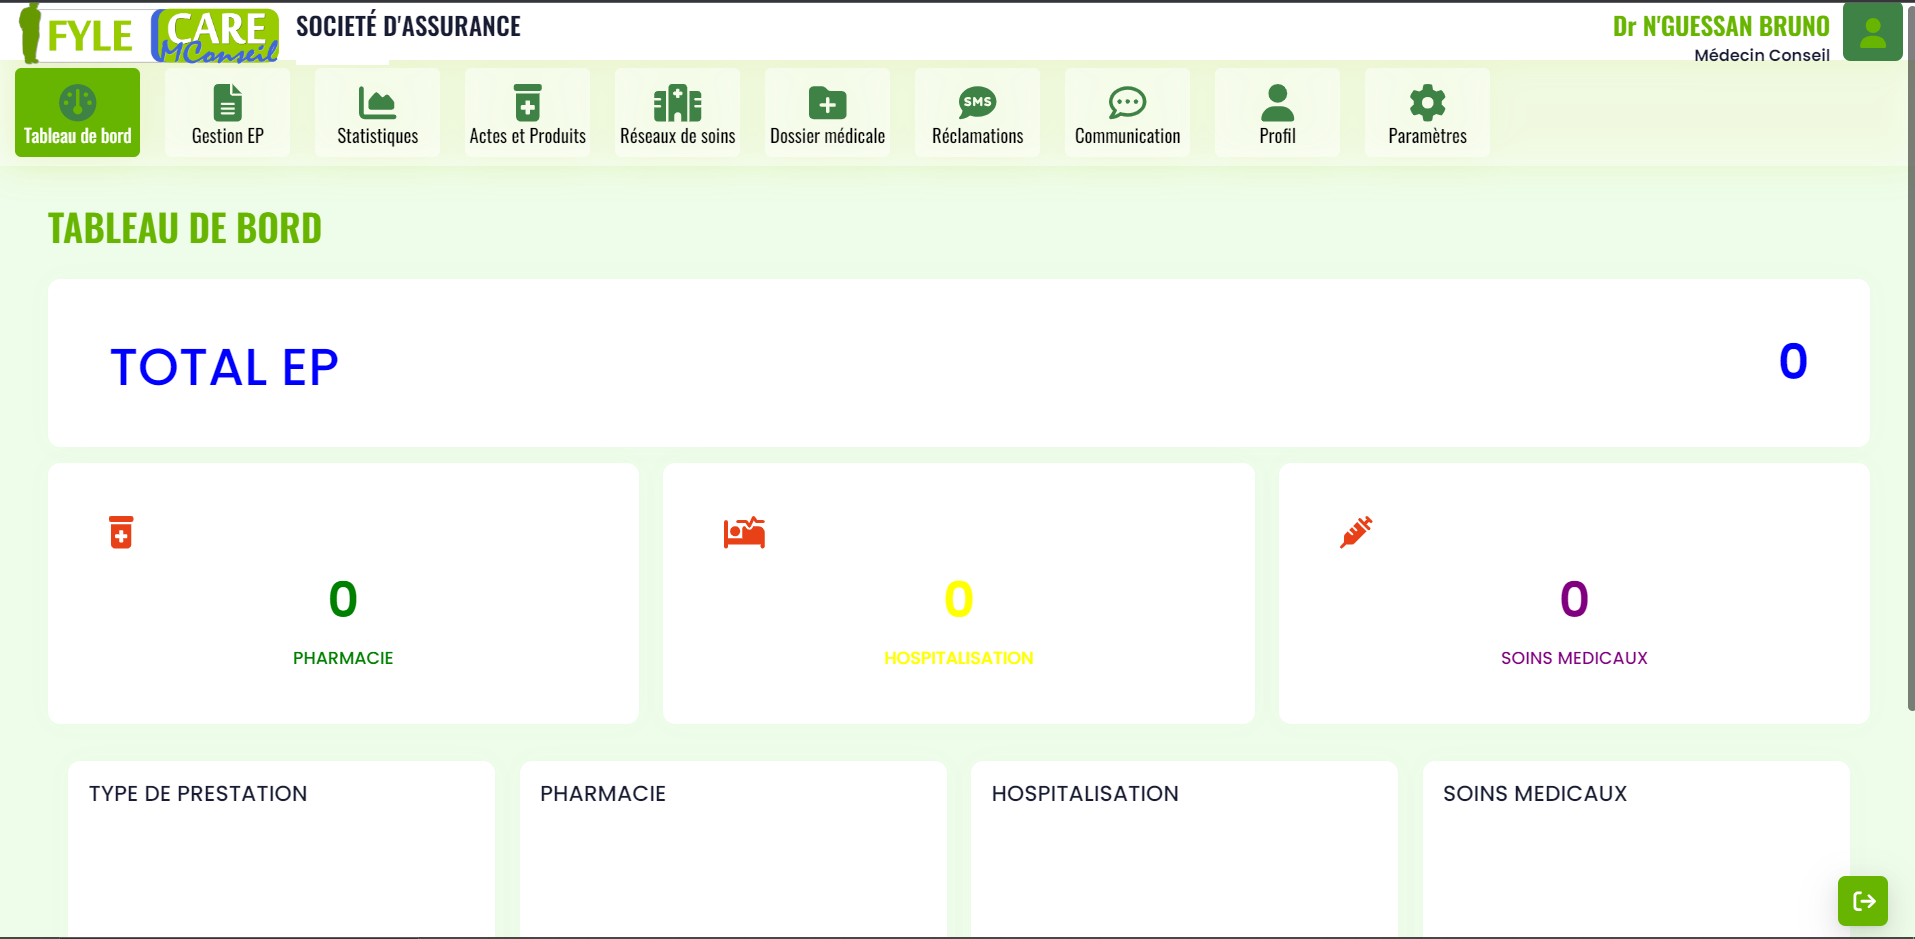 FYLE CARE MConseil SOCIETÉ D'ASSURANCE
Dr N'GUESSAN BRUNO
Médecin Conseil
Tableau de bord
Gestion EP
Statistiques
Actes et Produits
Réseaux de soins
Dossier médicale
SMS
Réclamations
Communication
Profil
Paramètres
TABLEAU DE BORD
TOTAL EP 0
0
PHARMACIE
0
HOSPITALISATION
0
SOINS MEDICAUX
TYPE DE PRESTATION
PHARMACIE
HOSPITALISATION
SOINS MEDICAUX